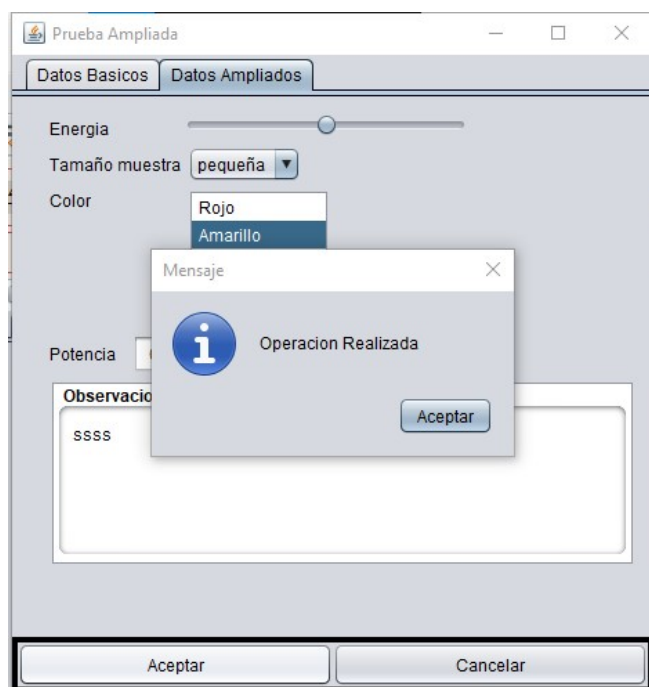 Prueba Ampliada
Datos Basicos Datos Ampliados
Energia
Tamaño muestra pequeña
Color
Rojo
Amarillo
Mensaje
Operacion Realizada
Aceptar
Potencia
Observacio
ssss
Aceptar Cancelar